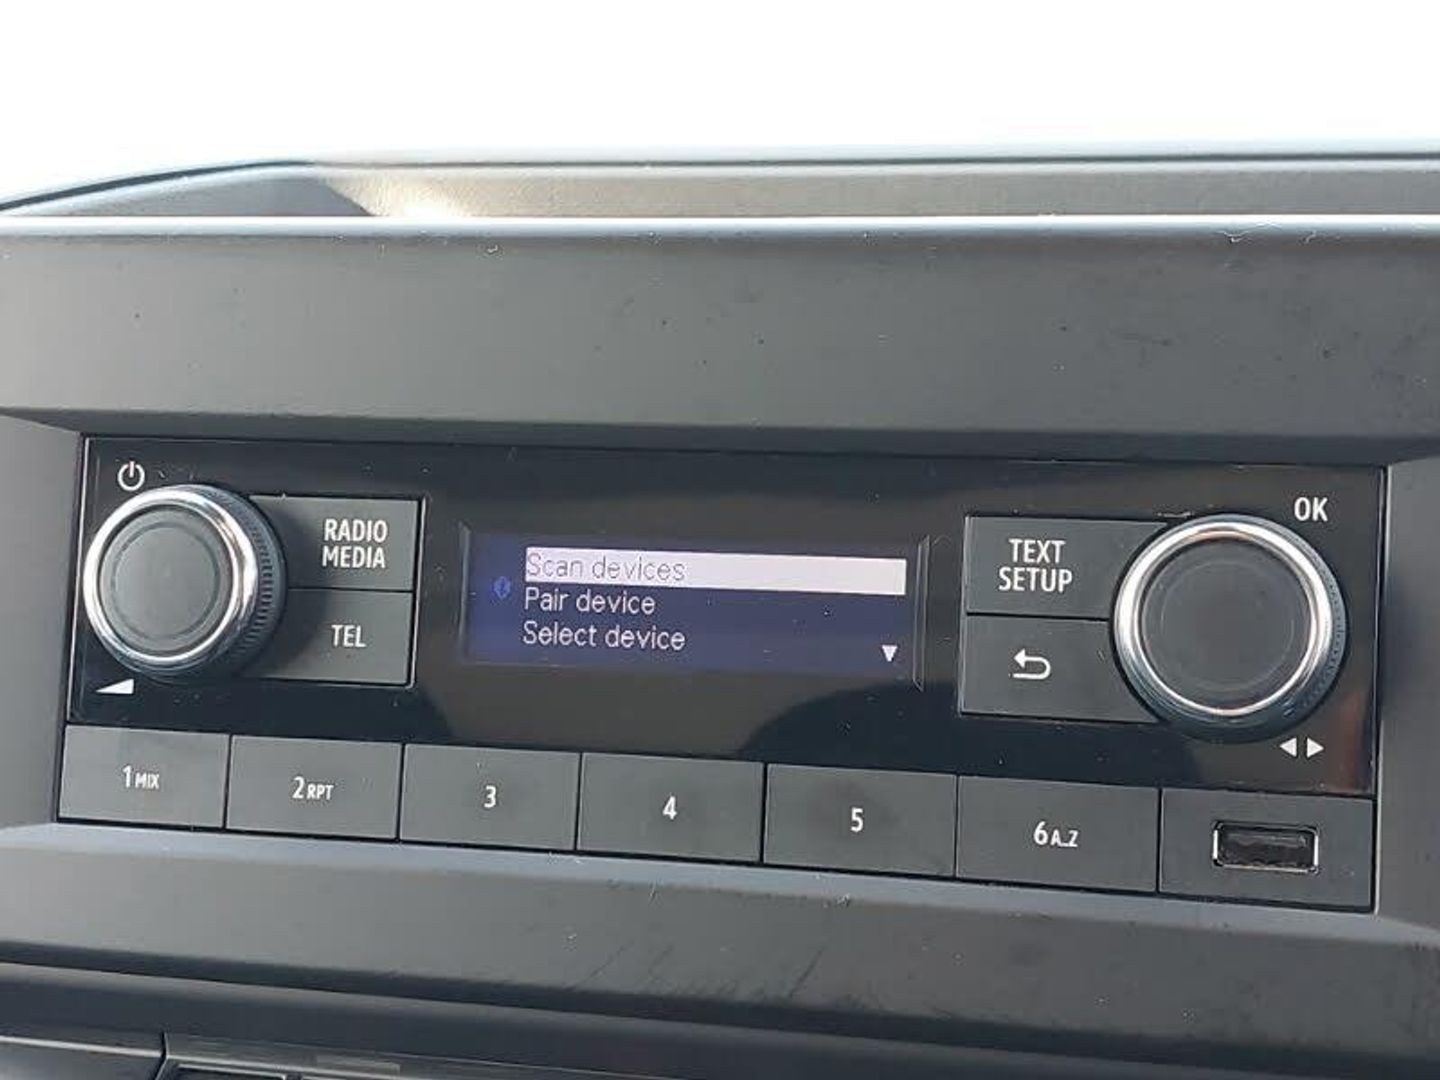 OK
RADIO
MEDIA
TEL
Scan devices
Pair device
Select device
TEXT
SETUP
1 MIX
2 RPT
3
4
5
6 A..Z